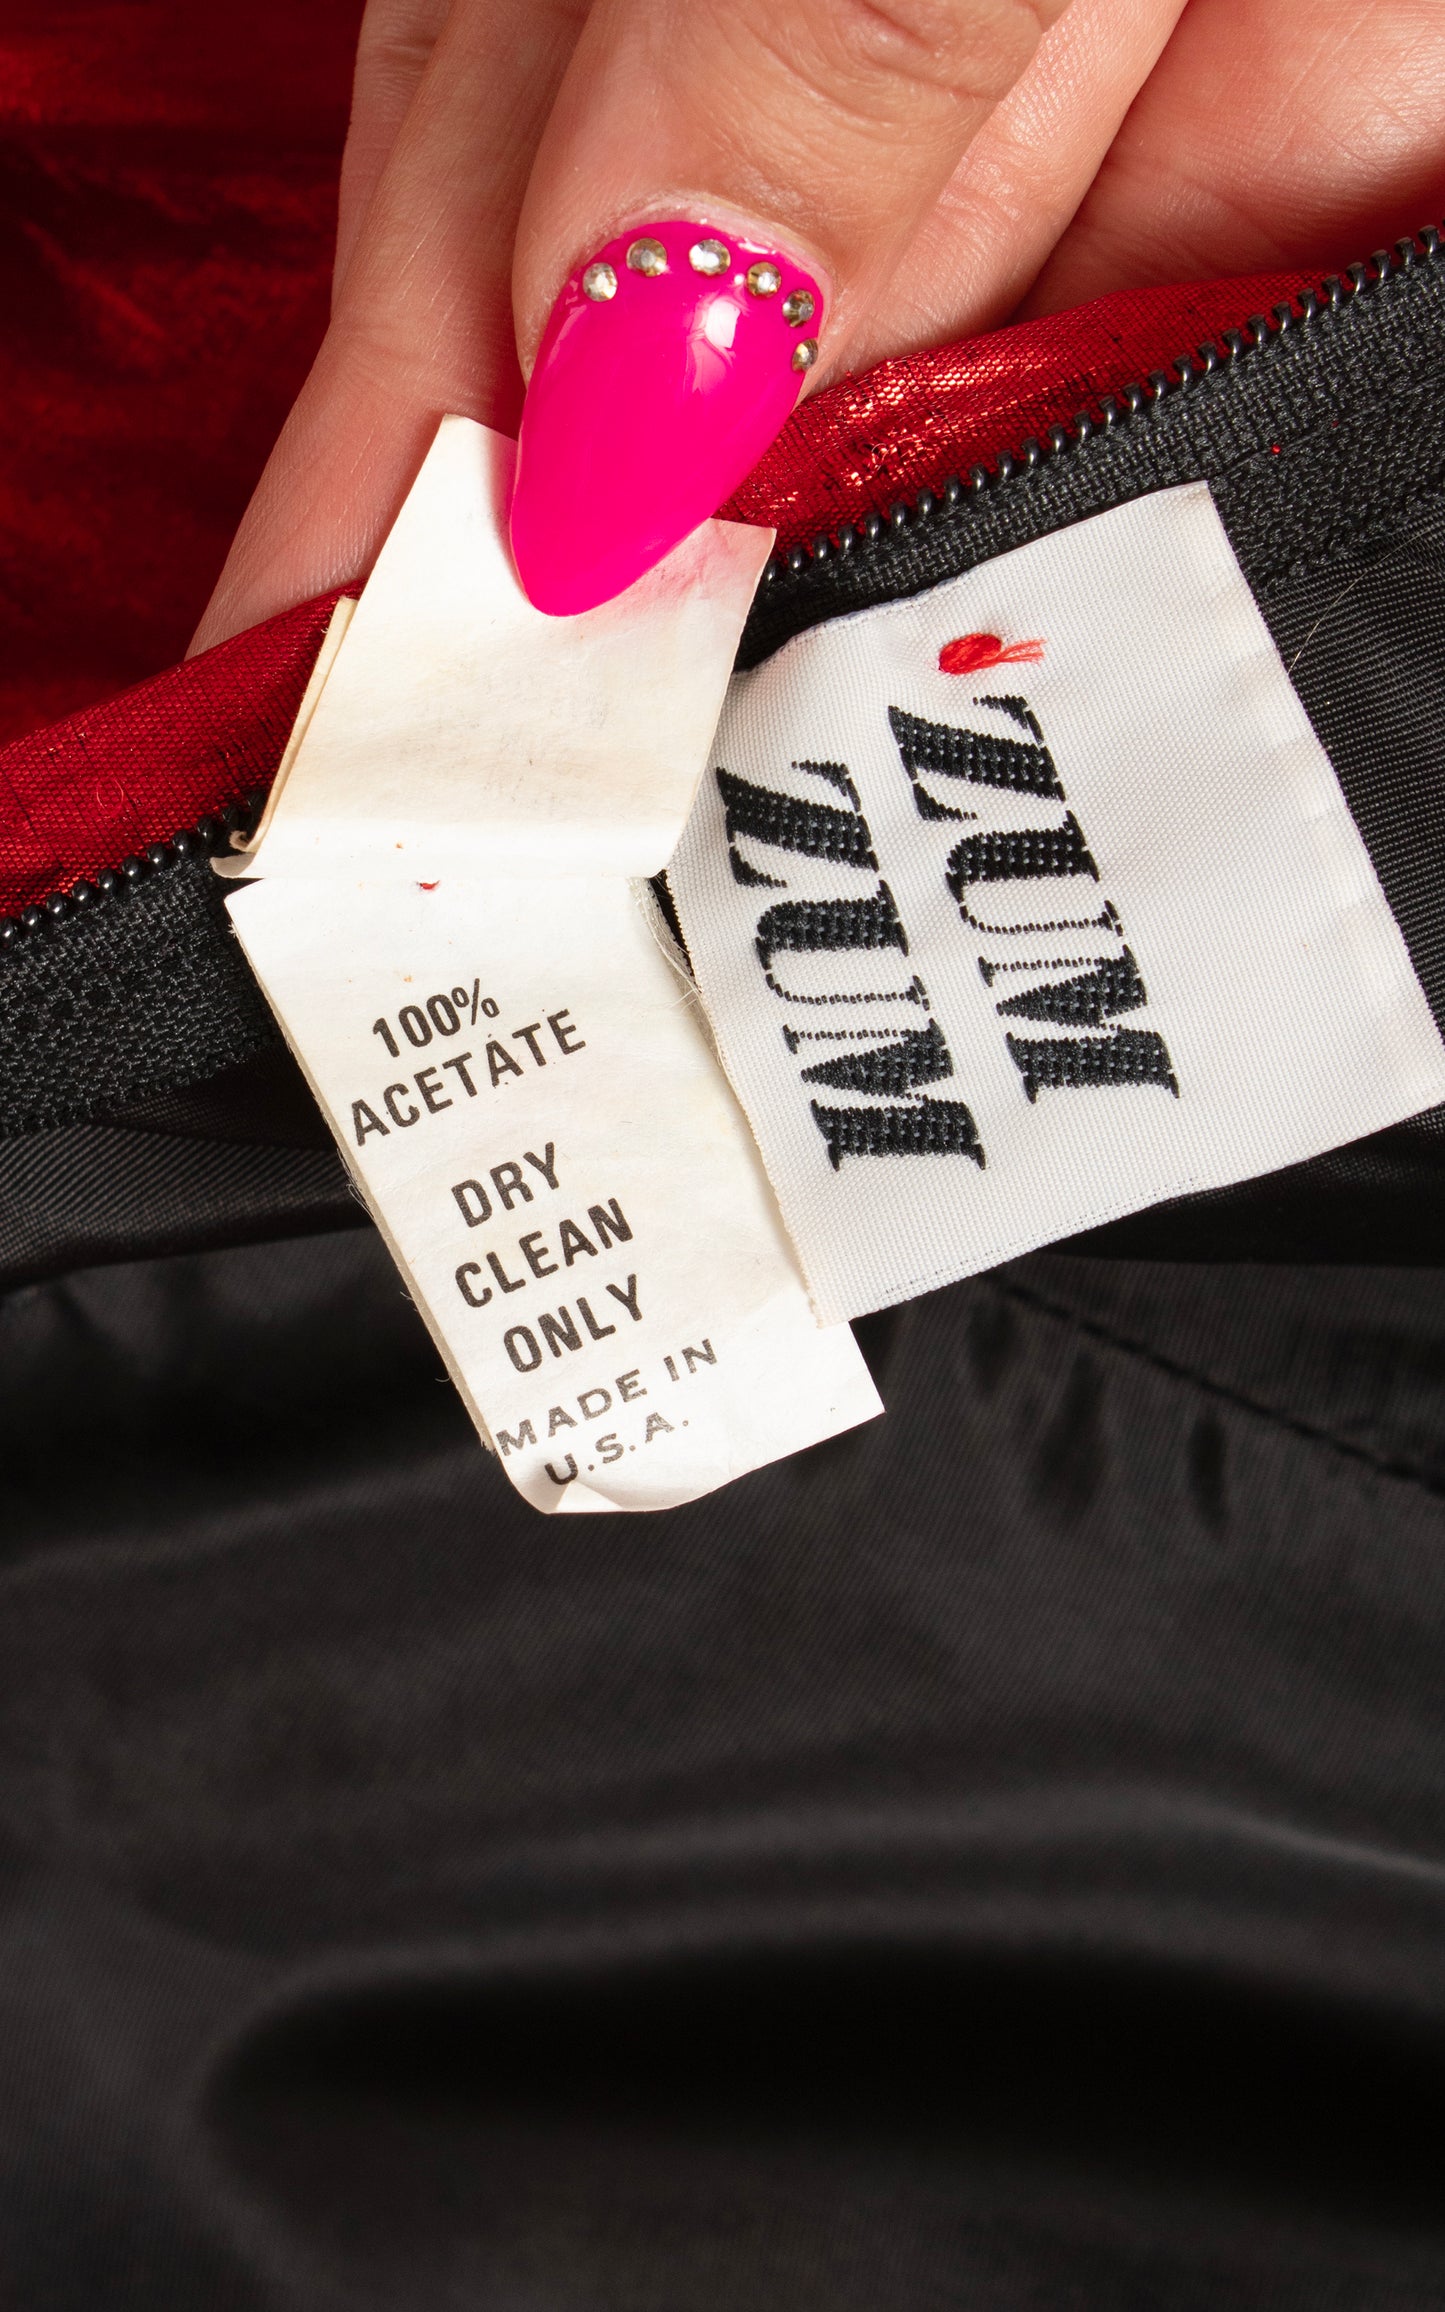 100%
ACETATE
DRY
CLEAN
ONLY
MADE IN
U.S.A.
ZUM
ZUM